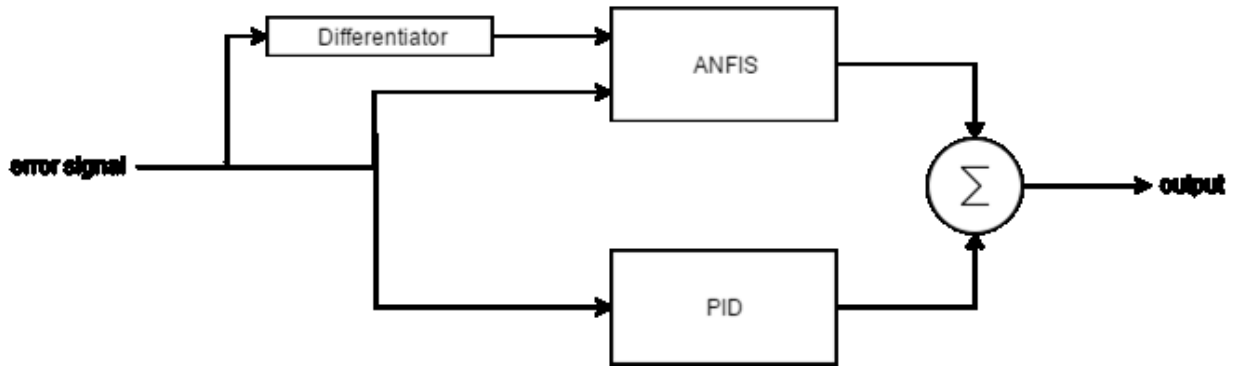 Differentiator
ANFIS
error signal
∑
output
PID